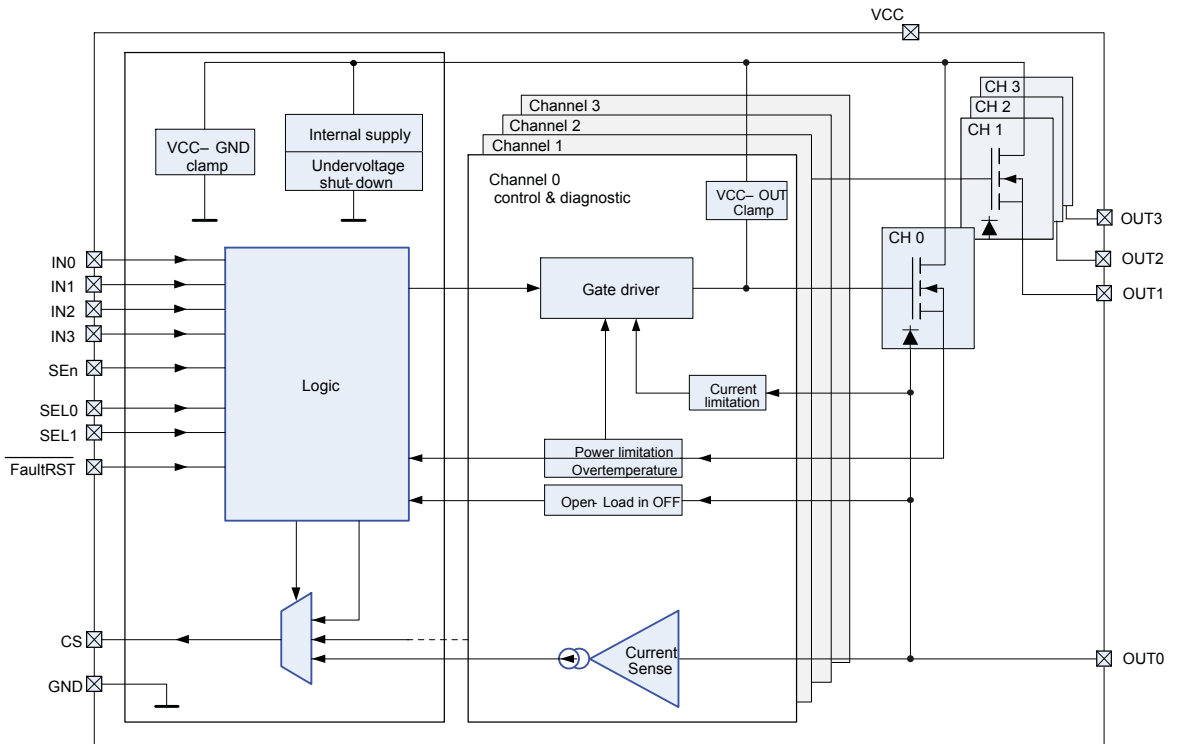 VCC
CH 3
CH 2
CH 1
Channel 3
Channel 2
Channel 1
Internal supply
Undervoltage
shut-down
VCC– GND
clamp
Channel 0
control & diagnostic
VCC– OUT
Clamp
OUT3
OUT2
OUT1
CH 0
IN0
IN1
IN2
IN3
SEn
SEL0
SEL1
FaultRST
Logic
Gate driver
Current
limitation
Power limitation
Overtemperature
Open- Load in OFF
CS
GND
Current
Sense
OUT0